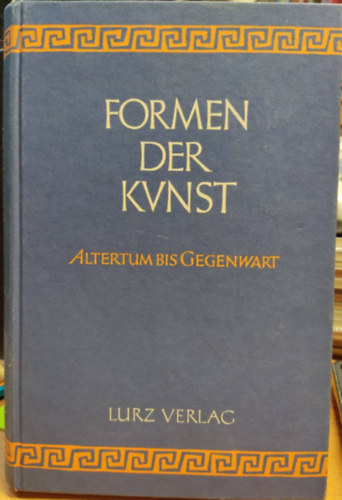 FORMEN
DER
KVNST
ALTERTUM BIS GEGENWART
LURZ VERLAG